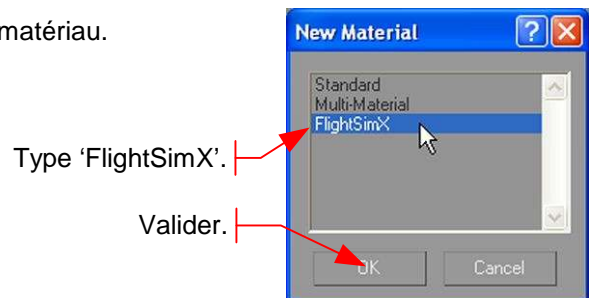 matériau.
New Material
Standard
Multi-Material
FlightSimX
Type ‘FlightSimX’.
Valider.
OK
Cancel